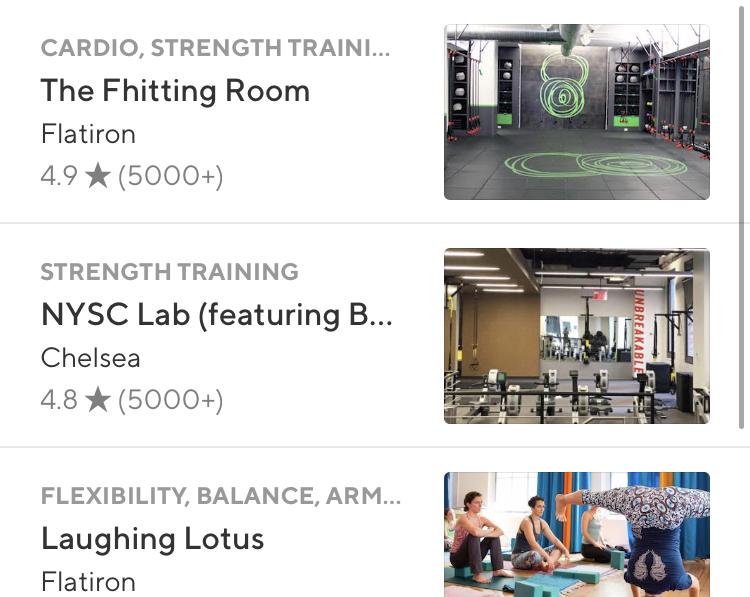 CARDIO, STRENGTH TRAINI...
The Fhitting Room
Flatiron
4.9 ★ (5000+)
STRENGTH TRAINING
NYSC Lab (featuring B...
Chelsea
4.8 ★ (5000+)
UNBREAKABLE
FLEXIBILITY, BALANCE, ARM...
Laughing Lotus
Flatiron